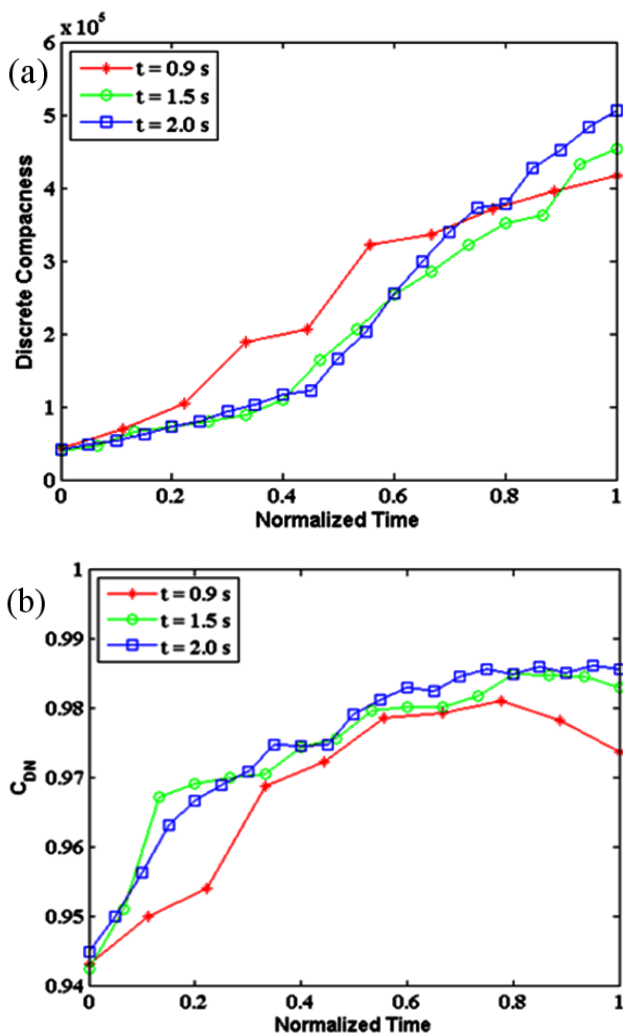 (a)
× 10^5
t = 0.9 s
t = 1.5 s
t = 2.0 s
6
5
4
3
2
1
0
Discrete Compacness
0 0.2 0.4 0.6 0.8 1
Normalized Time
(b)
t = 0.9 s
t = 1.5 s
t = 2.0 s
1
0.99
0.98
0.97
0.96
0.95
0.94
C_DN
0 0.2 0.4 0.6 0.8 1
Normalized Time